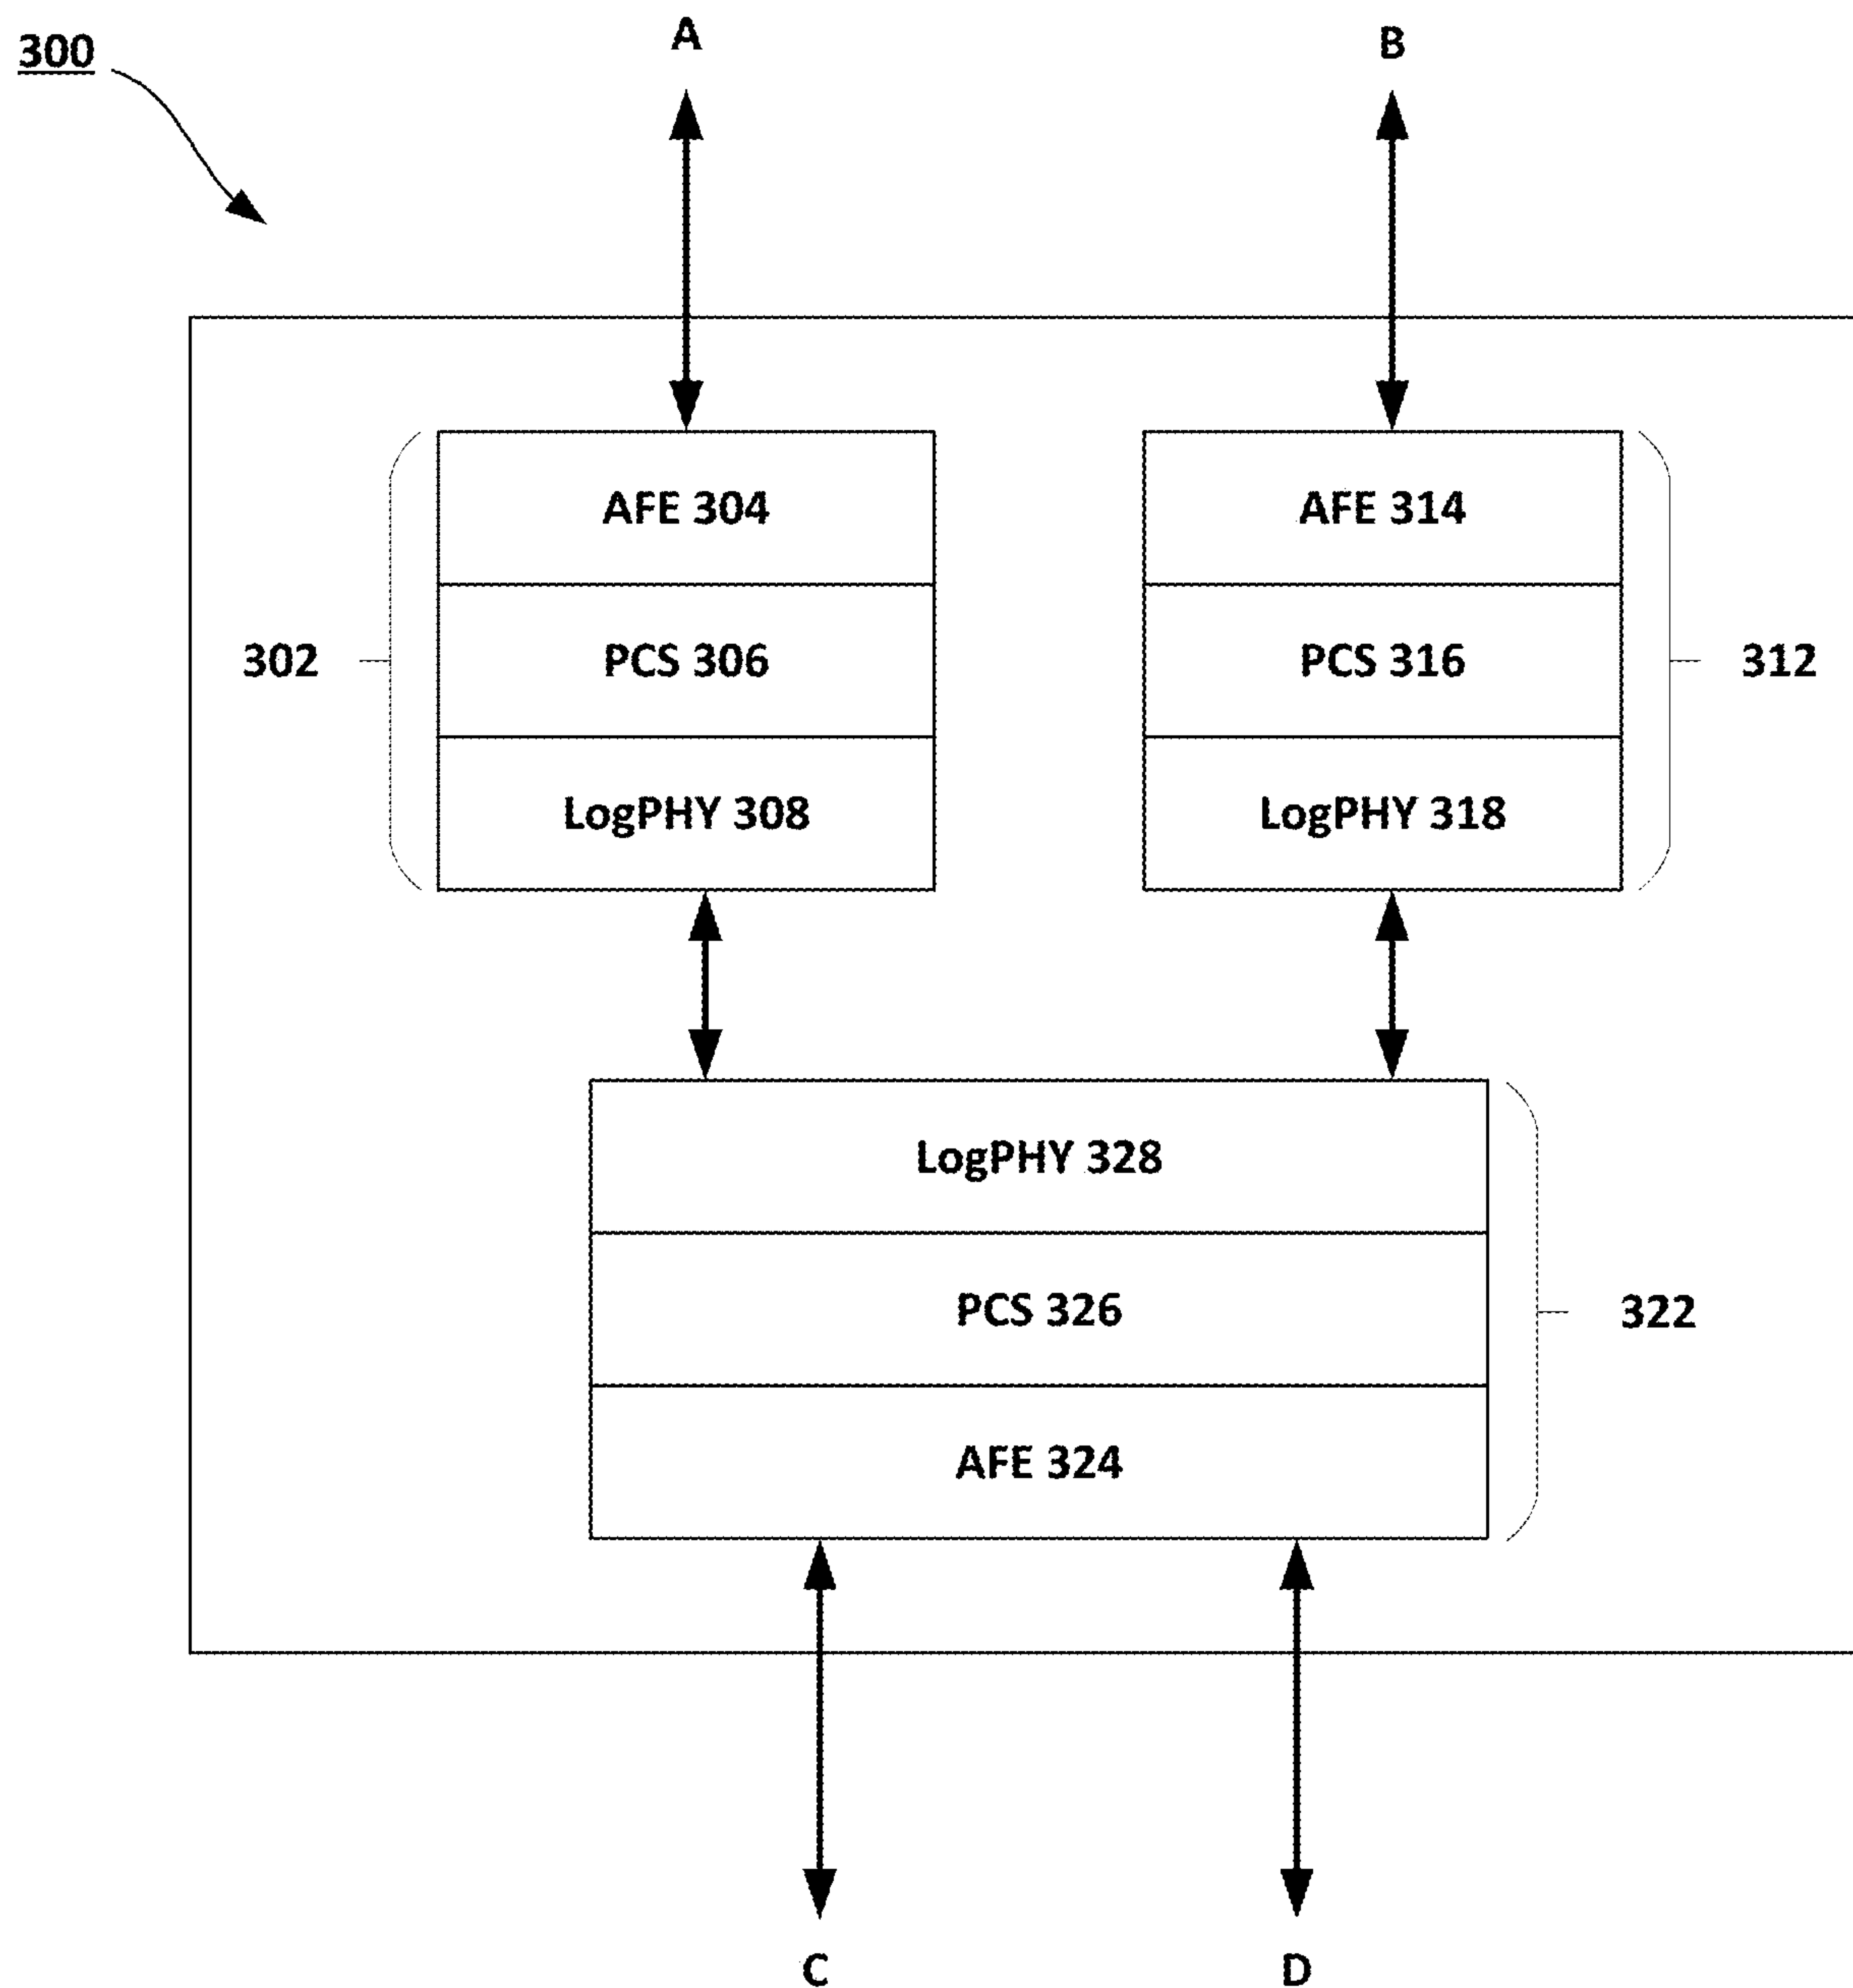 300
A
B
AFE 304
AFE 314
302
PCS 306
PCS 316
312
LogPHY 308
LogPHY 318
LogPHY 328
PCS 326
322
AFE 324
C
D